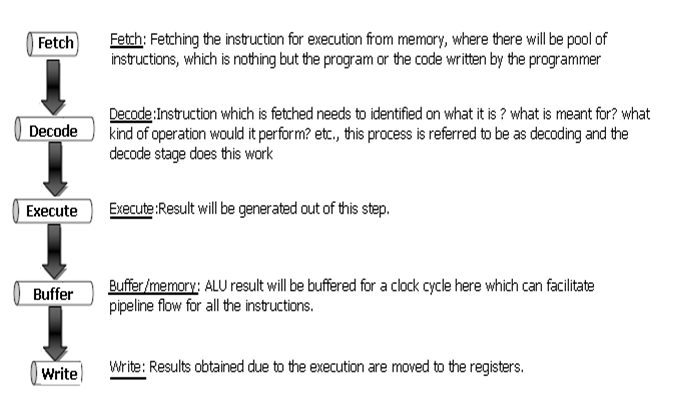 Fetch
Fetch: Fetching the instruction for execution from memory, where there will be pool of
instructions, which is nothing but the program or the code written by the programmer
Decode
Decode:Instruction which is fetched needs to identified on what it is ? what is meant for? what
kind of operation would it perform? etc., this process is referred to be as decoding and the
decode stage does this work
Execute
Execute:Result will be generated out of this step.
Buffer
Buffer/memory: ALU result will be buffered for a clock cycle here which can facilitate
pipeline flow for all the instructions.
Write
Write: Results obtained due to the execution are moved to the registers.